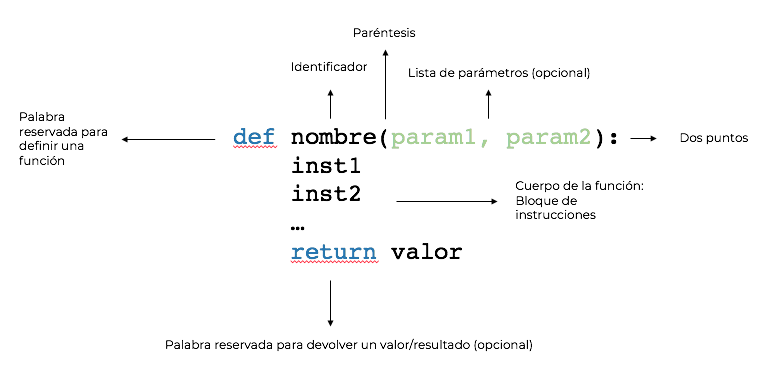 Paréntesis
Identificador
Lista de parámetros (opcional)
Palabra
reservada para
definir una
función
def nombre(param1, param2):
Dos puntos
inst1
inst2
Cuerpo de la función:
Bloque de
instrucciones
…
return valor
Palabra reservada para devolver un valor/resultado (opcional)